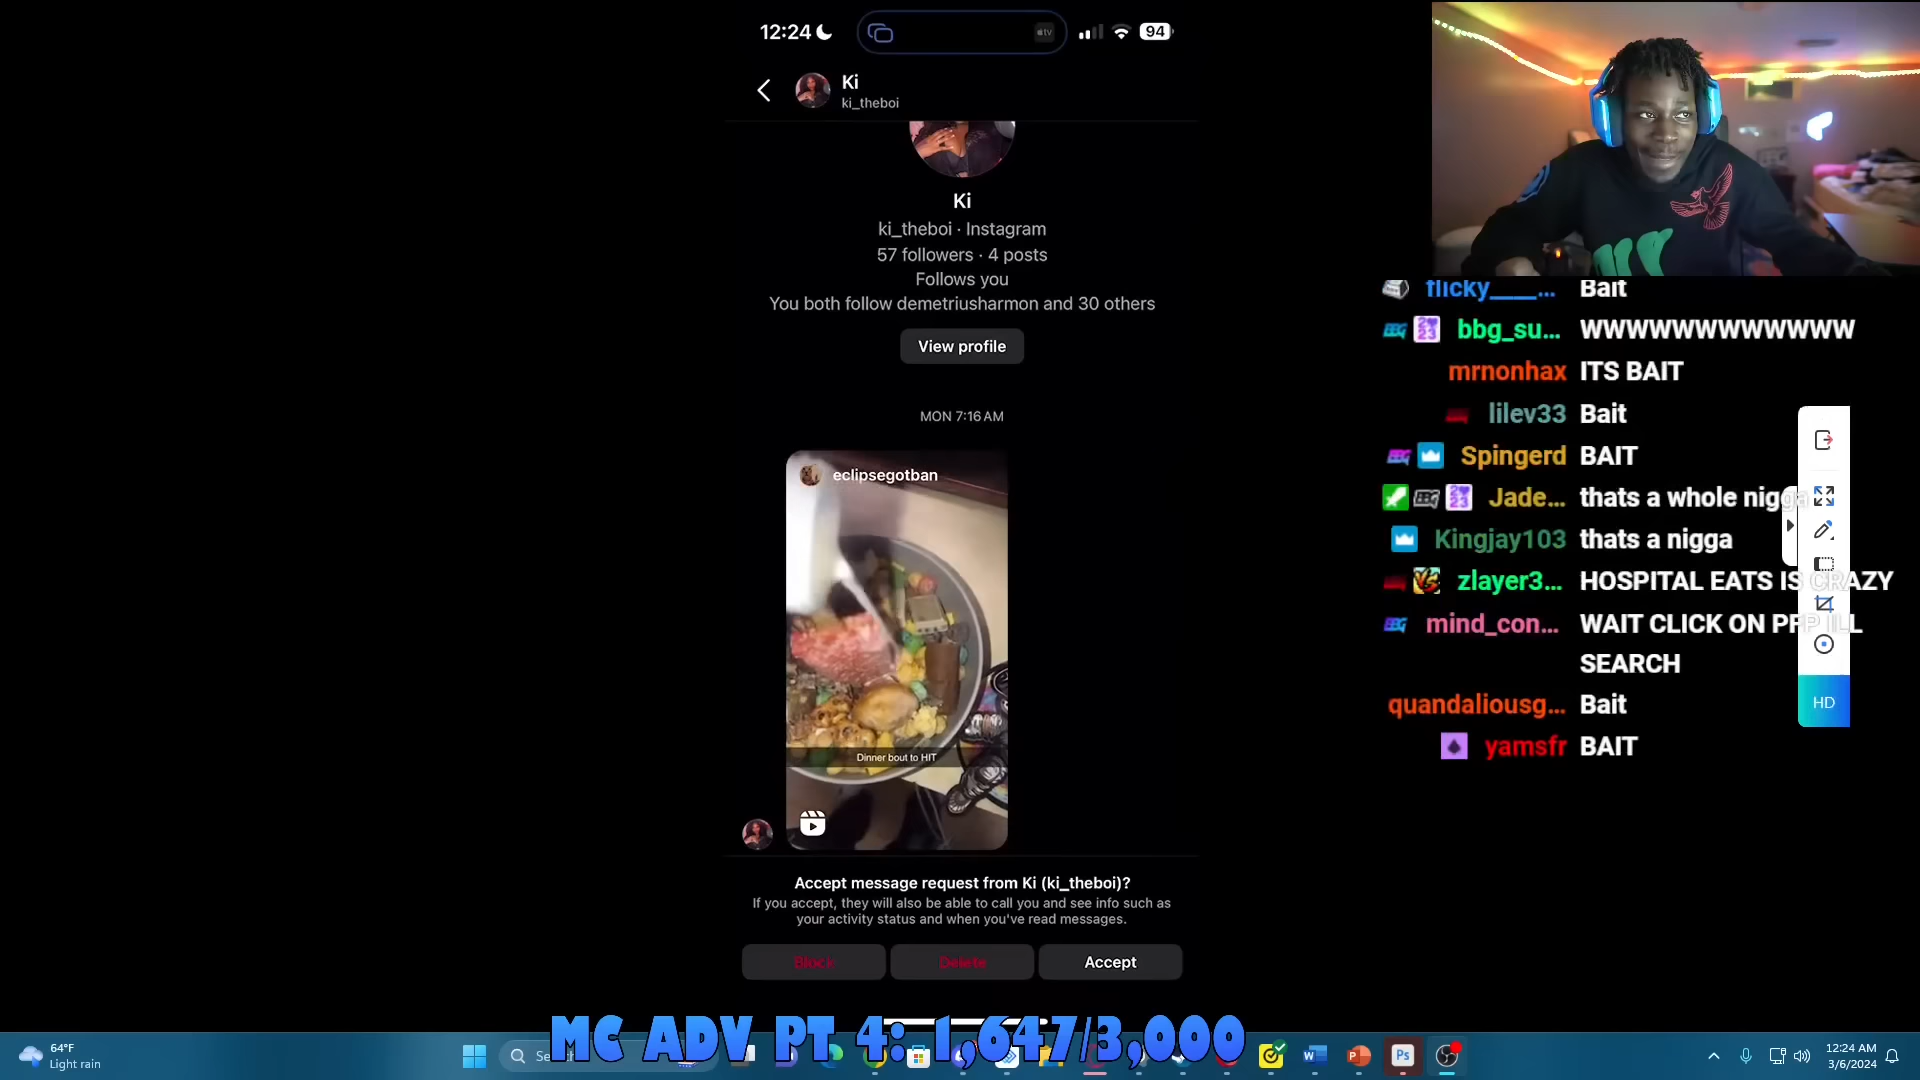 12:24
tv
94
Ki
ki_theboi
Ki
ki_theboi · Instagram
57 followers · 4 posts
Follows you
You both follow demetriusharmon and 30 others
View profile
MON 7:16 AM
eclipsegotban
Dinner bout to HIT
Accept message request from Ki (ki_theboi)?
If you accept, they will also be able to call you and see info such as
your activity status and when you've read messages.
Block
Delete
Accept
flicky____... Bait
bbg_su... WWWWWWWWWWWW
mrnonhax ITS BAIT
lilev33 Bait
Spingerd BAIT
Jade... thats a whole nigga
Kingjay103 thats a nigga
zlayer3... HOSPITAL EATS IS CRAZY
mind_con... WAIT CLICK ON PFP ILL
SEARCH
quandaliousg... Bait
yamsfr BAIT
HD
MC ADV PT 4: 1,647/3,000
64°F
Light rain
12:24 AM
3/6/2024